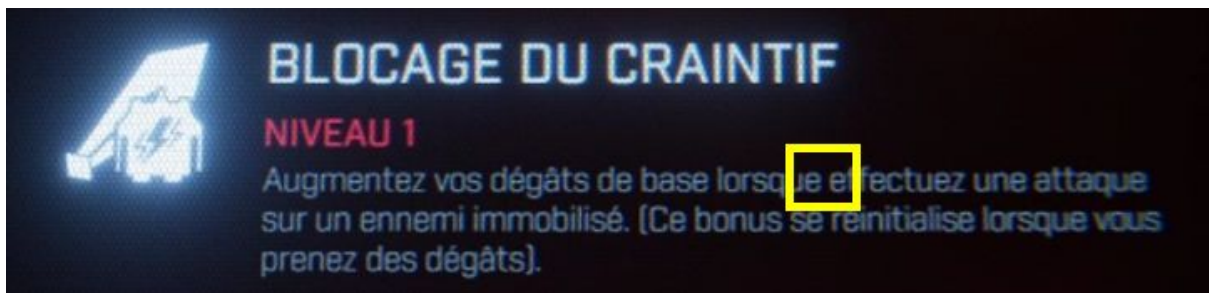 BLOCAGE DU CRAINTIF
NIVEAU 1
Augmentez vos dégâts de base lorsque effectuez une attaque
sur un ennemi immobilisé. (Ce bonus se réinitialise lorsque vous
prenez des dégâts).